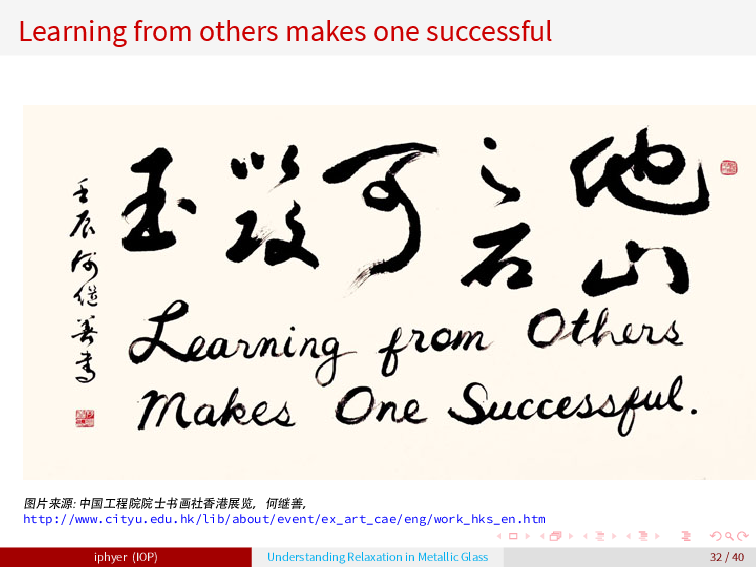 Learning from others makes one successful
他山
之石
可
以攻
玉
壬辰何继善书
Learning from Others
Makes One Successful.
图片来源: 中国工程院院士书画社香港展览, 何继善,
http://www.cityu.edu.hk/lib/about/event/ex_art_cae/eng/work_hks_en.htm
iphyer (IOP)
Understanding Relaxation in Metallic Glass
32 / 40